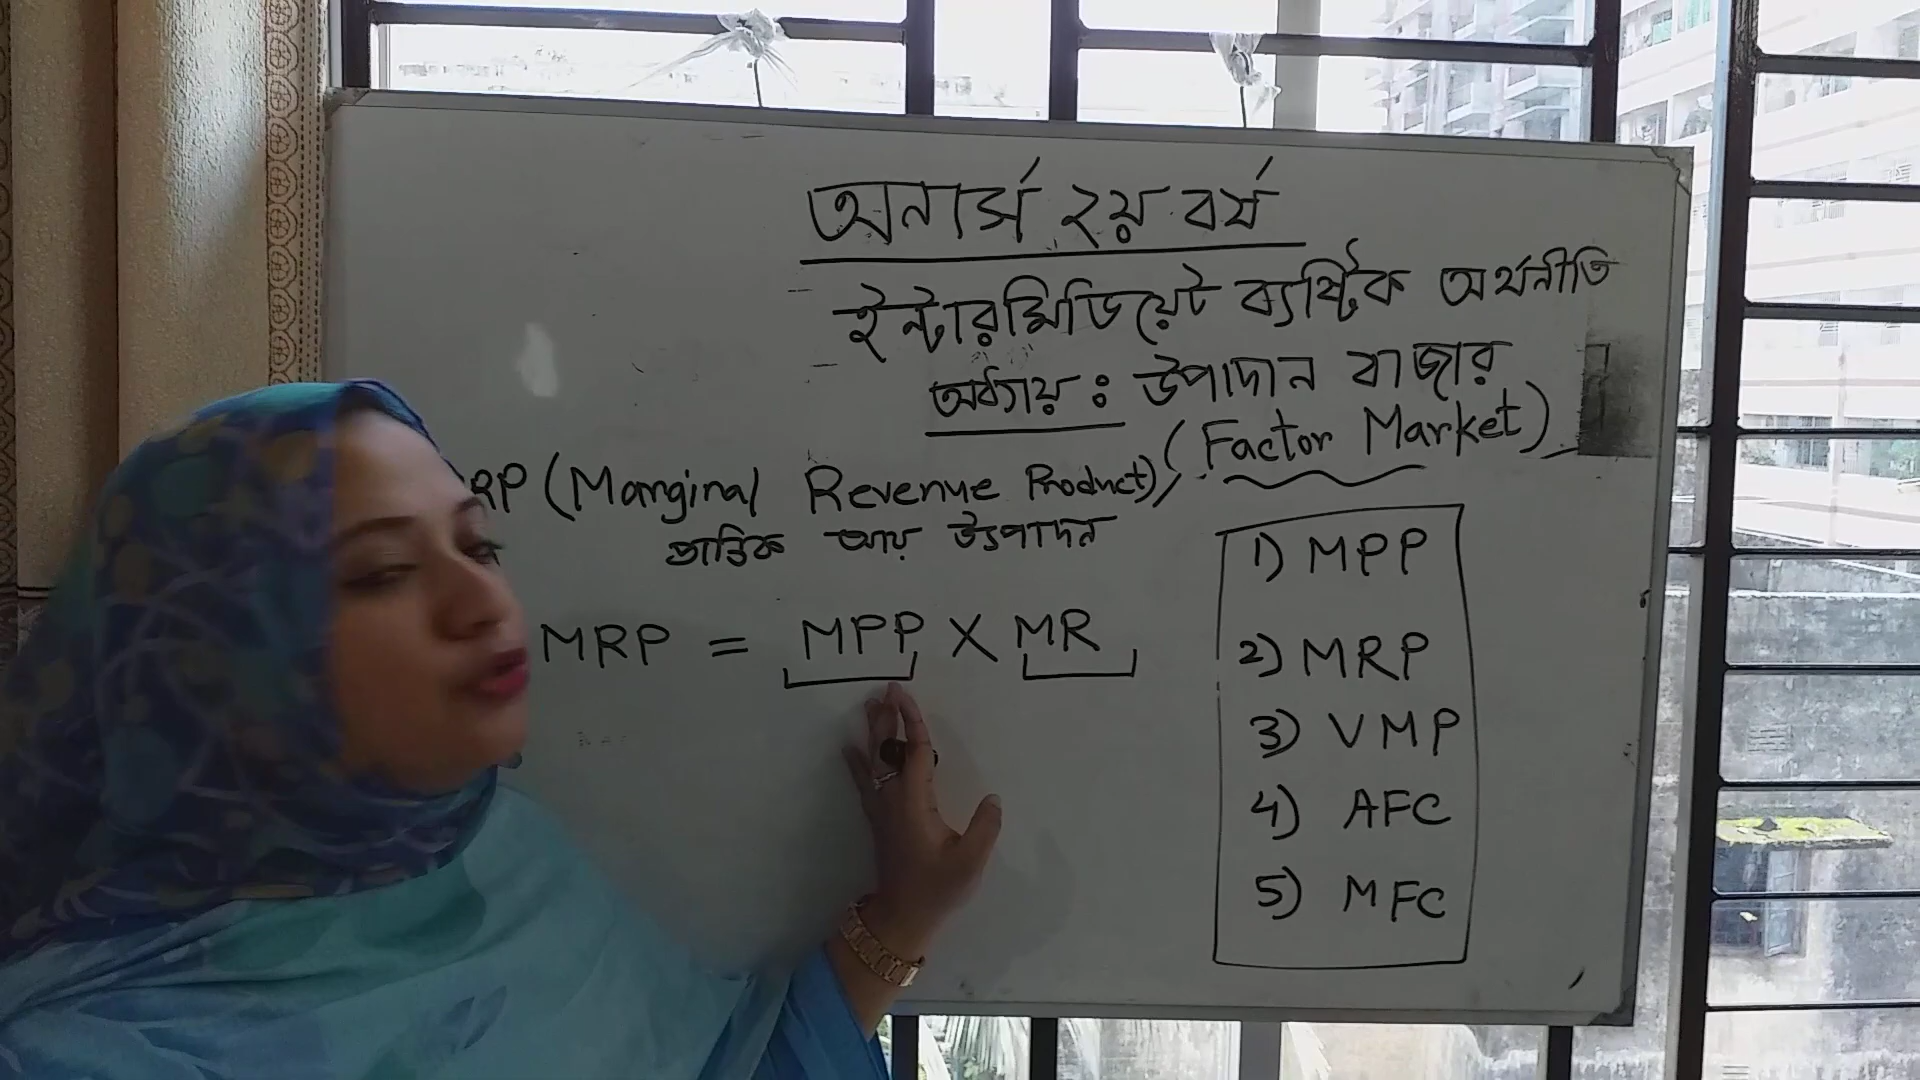 অনার্স ২য় বর্ষ
ইন্টারমিডিয়েট ব্যষ্টিক অর্থনীতি
অধ্যায় : উপাদান বাজার
(Factor Market)
RP (Marginal Revenue Product)
প্রান্তিক আয় উৎপাদন
MRP = MPP X MR
1) MPP
2) MRP
3) VMP
4) AFC
5) MFC